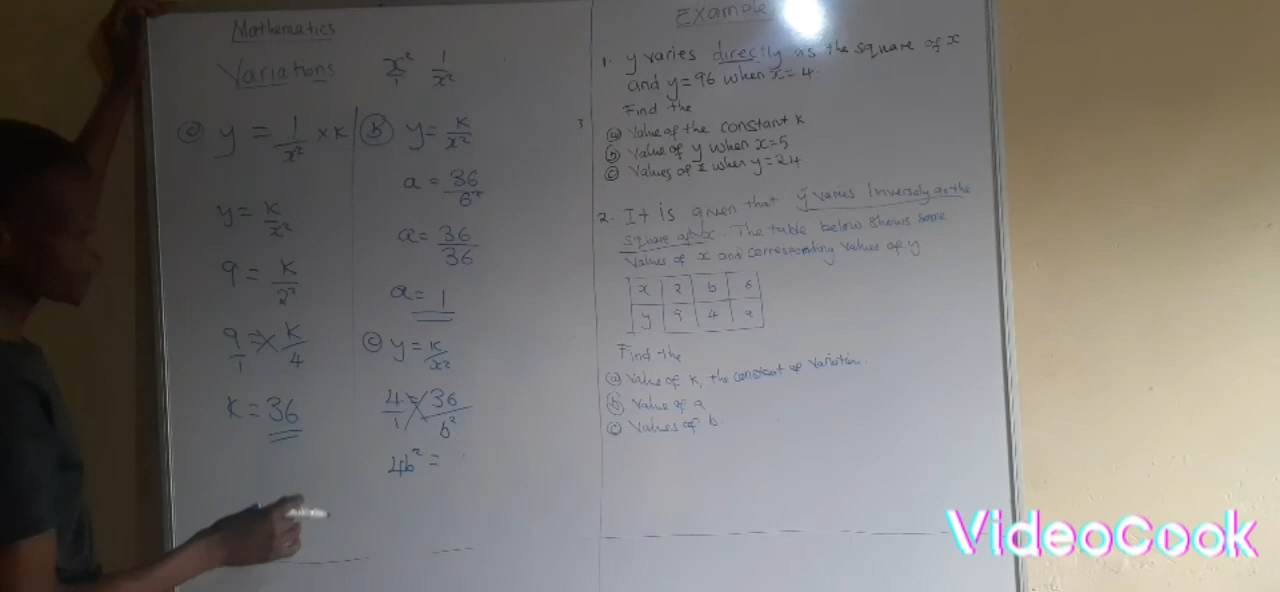 Mathematics
Variations
x²/1 1/x²
(a) y = 1/x² × K
y = K/x²
9 = K/2²
9/1 = K/4
K = 36
(b) y = K/x²
a = 36/6²
a = 36/36
a = 1
(c) y = K/x²
4/1 = 36/b²
4b² =
Example
1. y varies directly as the square of x
and y = 96 when x = 4.
Find the
(a) Value of the constant k
(b) Value of y when x = 5
(c) Values of x when y = 24
2. It is given that y varies Inversely as the
square of x. The table below shows some
values of x and corresponding values of y
x 2 b 6
y 9 4 a
Find the
(a) Value of K, the constant of variation.
(b) Value of a
(c) Values of b.
VideoCook